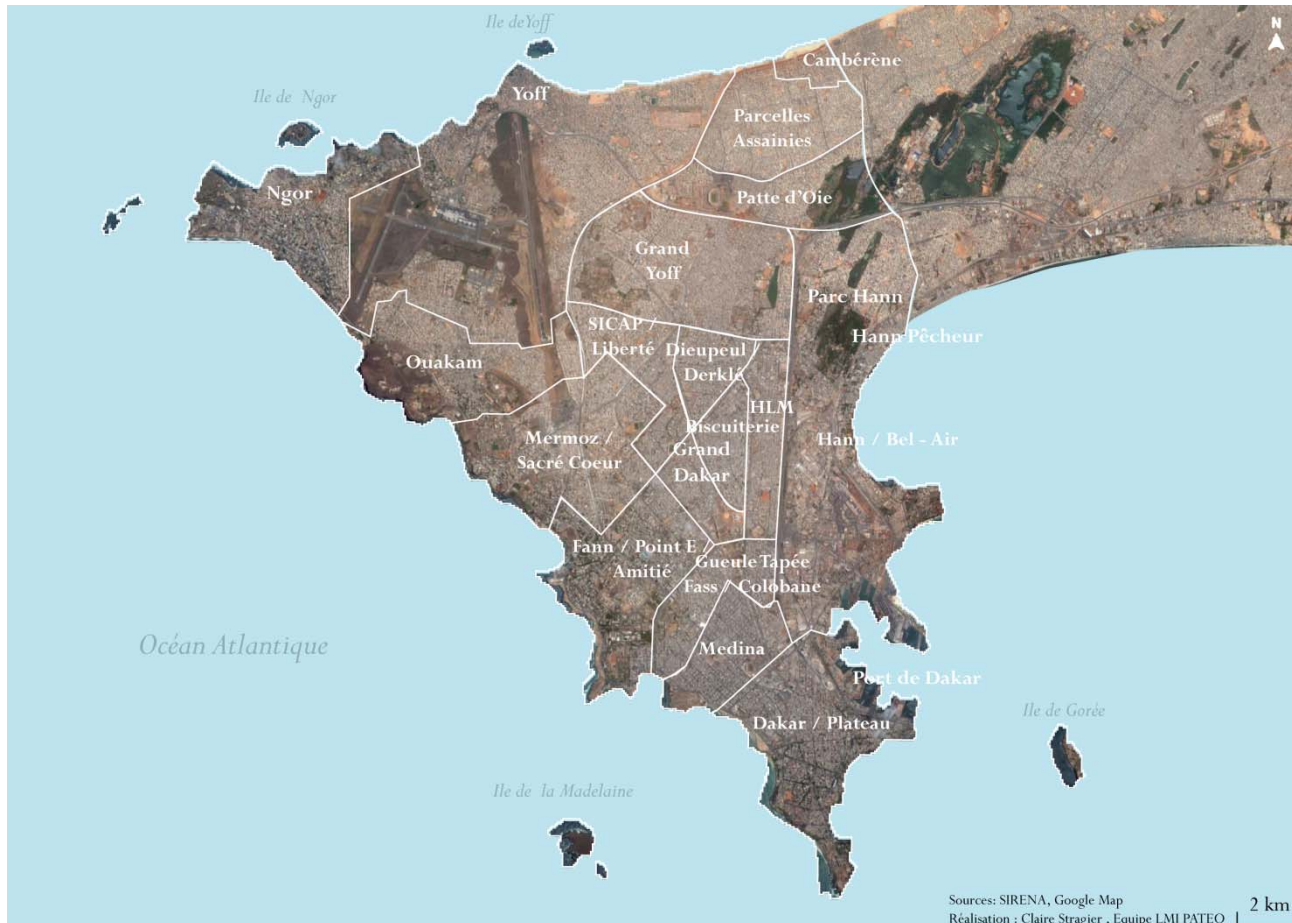 Ile de Yoff
N
Cambérène
Ile de Ngor
Yoff
Parcelles
Assainies
Ngor
Patte d'Oie
Grand
Yoff
Parc Hann
SICAP /
Liberté
Hann Pêcheur
Dieupeul
Derklé
Ouakam
HLM
Biscuiterie
Mermoz /
Sacré Coeur
Grand
Dakar
Hann / Bel - Air
Fann / Point E /
Amitié
Gueule Tapée
Fass / Colobane
Océan Atlantique
Medina
Port de Dakar
Dakar / Plateau
Ile de Gorée
Ile de la Madelaine
Sources: SIRENA, Google Map
Réalisation : Claire Stragier , Equipe LMI PATEO
2 km